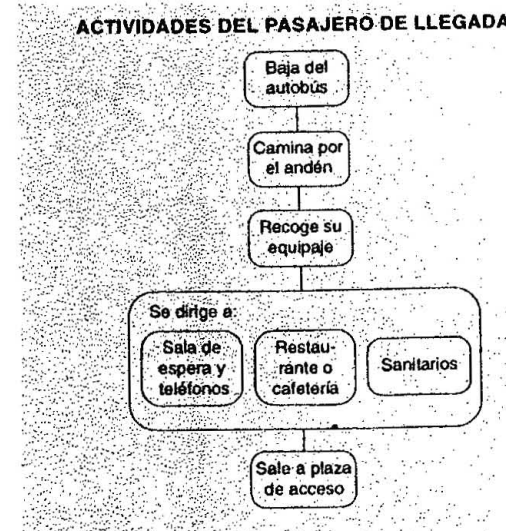 ACTIVIDADES DEL PASAJERO DE LLEGADA
Baja del
autobús
Camina por
el andén
Recoge su
equipaje
Se dirige a:
Sala de
espera y
teléfonos
Restau-
rante o
cafetería
Sanitarios
Sale a plaza
de acceso